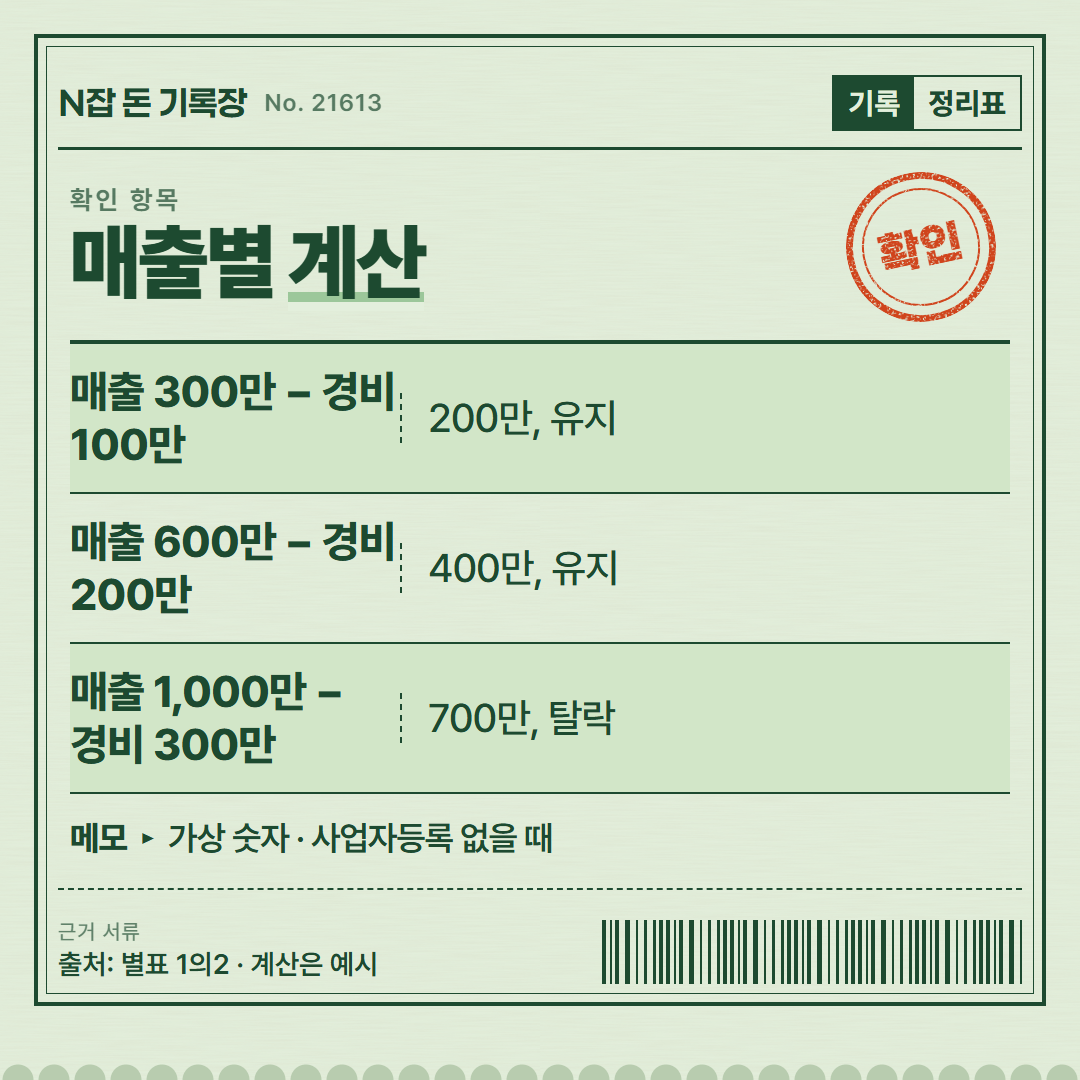 N잡 돈 기록장 No. 21613
기록 정리표
확인 항목
매출별 계산
확인
매출 300만 – 경비
100만
200만, 유지
매출 600만 – 경비
200만
400만, 유지
매출 1,000만 –
경비 300만
700만, 탈락
메모 ▸ 가상 숫자 · 사업자등록 없을 때
근거 서류
출처: 별표 1의2 · 계산은 예시